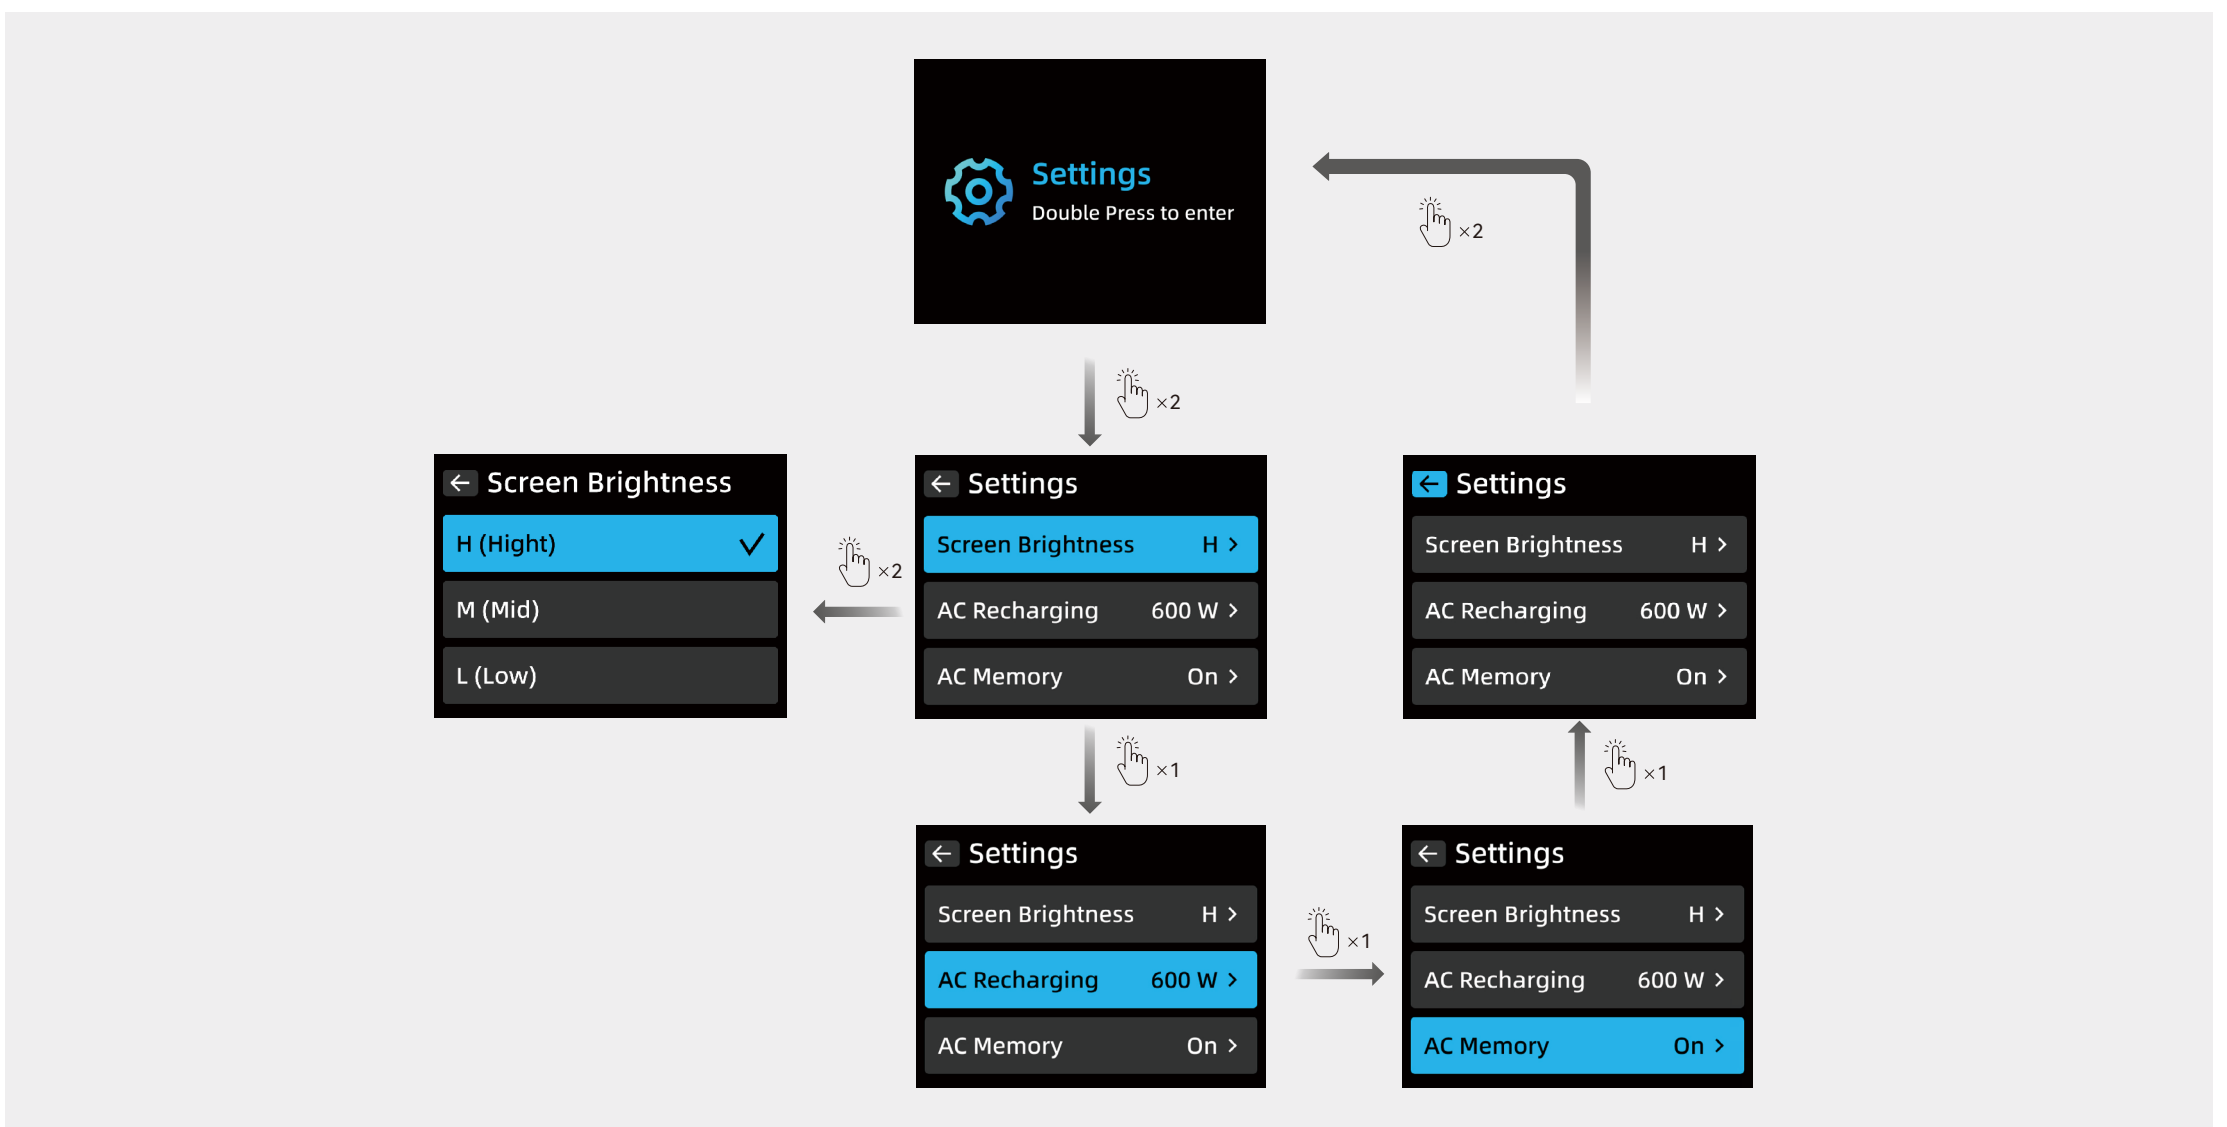 Settings
Double Press to enter
×2
×2
Screen Brightness
H (Hight)
M (Mid)
L (Low)
×2
Settings
Screen Brightness H >
AC Recharging 600 W >
AC Memory On >
Settings
Screen Brightness H >
AC Recharging 600 W >
AC Memory On >
×1
×1
Settings
Screen Brightness H >
AC Recharging 600 W >
AC Memory On >
×1
Settings
Screen Brightness H >
AC Recharging 600 W >
AC Memory On >